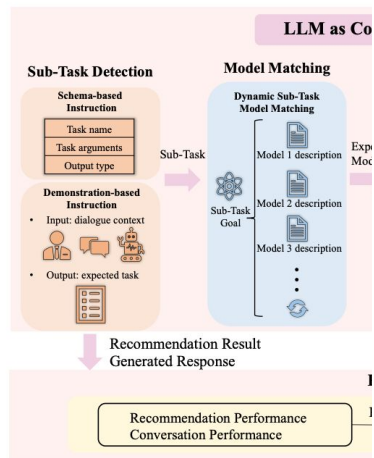 LLM as Co
Sub-Task Detection
Model Matching
Schema-based
Instruction
Task name
Task arguments
Output type
Demonstration-based
Instruction
• Input: dialogue context
• Output: expected task
Sub-Task
Dynamic Sub-Task
Model Matching
Sub-Task
Goal
Model 1 description
Model 2 description
Model 3 description
Expe
Mode
Recommendation Result
Generated Response
Recommendation Performance
Conversation Performance